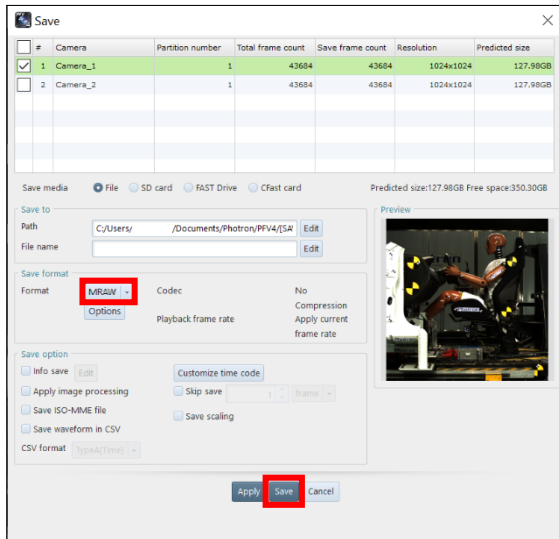 Save
# Camera Partition number Total frame count Save frame count Resolution Predicted size
1 Camera_1 1 43684 43684 1024x1024 127.98GB
2 Camera_2 1 43684 43684 1024x1024 127.98GB
Save media File SD card FAST Drive CFast card Predicted size:127.98GB Free space:350.30GB
Save to
Path C:/Users/ /Documents/Photron/PFV4/[SA Edit
File name Edit
Preview
Save format
Format MRAW Codec No
Compression
Options Playback frame rate Apply current
frame rate
Save option
Info save Edit Customize time code
Apply image processing Skip save 1 frame
Save ISO-MME file Save scaling
Save waveform in CSV
CSV format TypeA(Time)
Apply Save Cancel